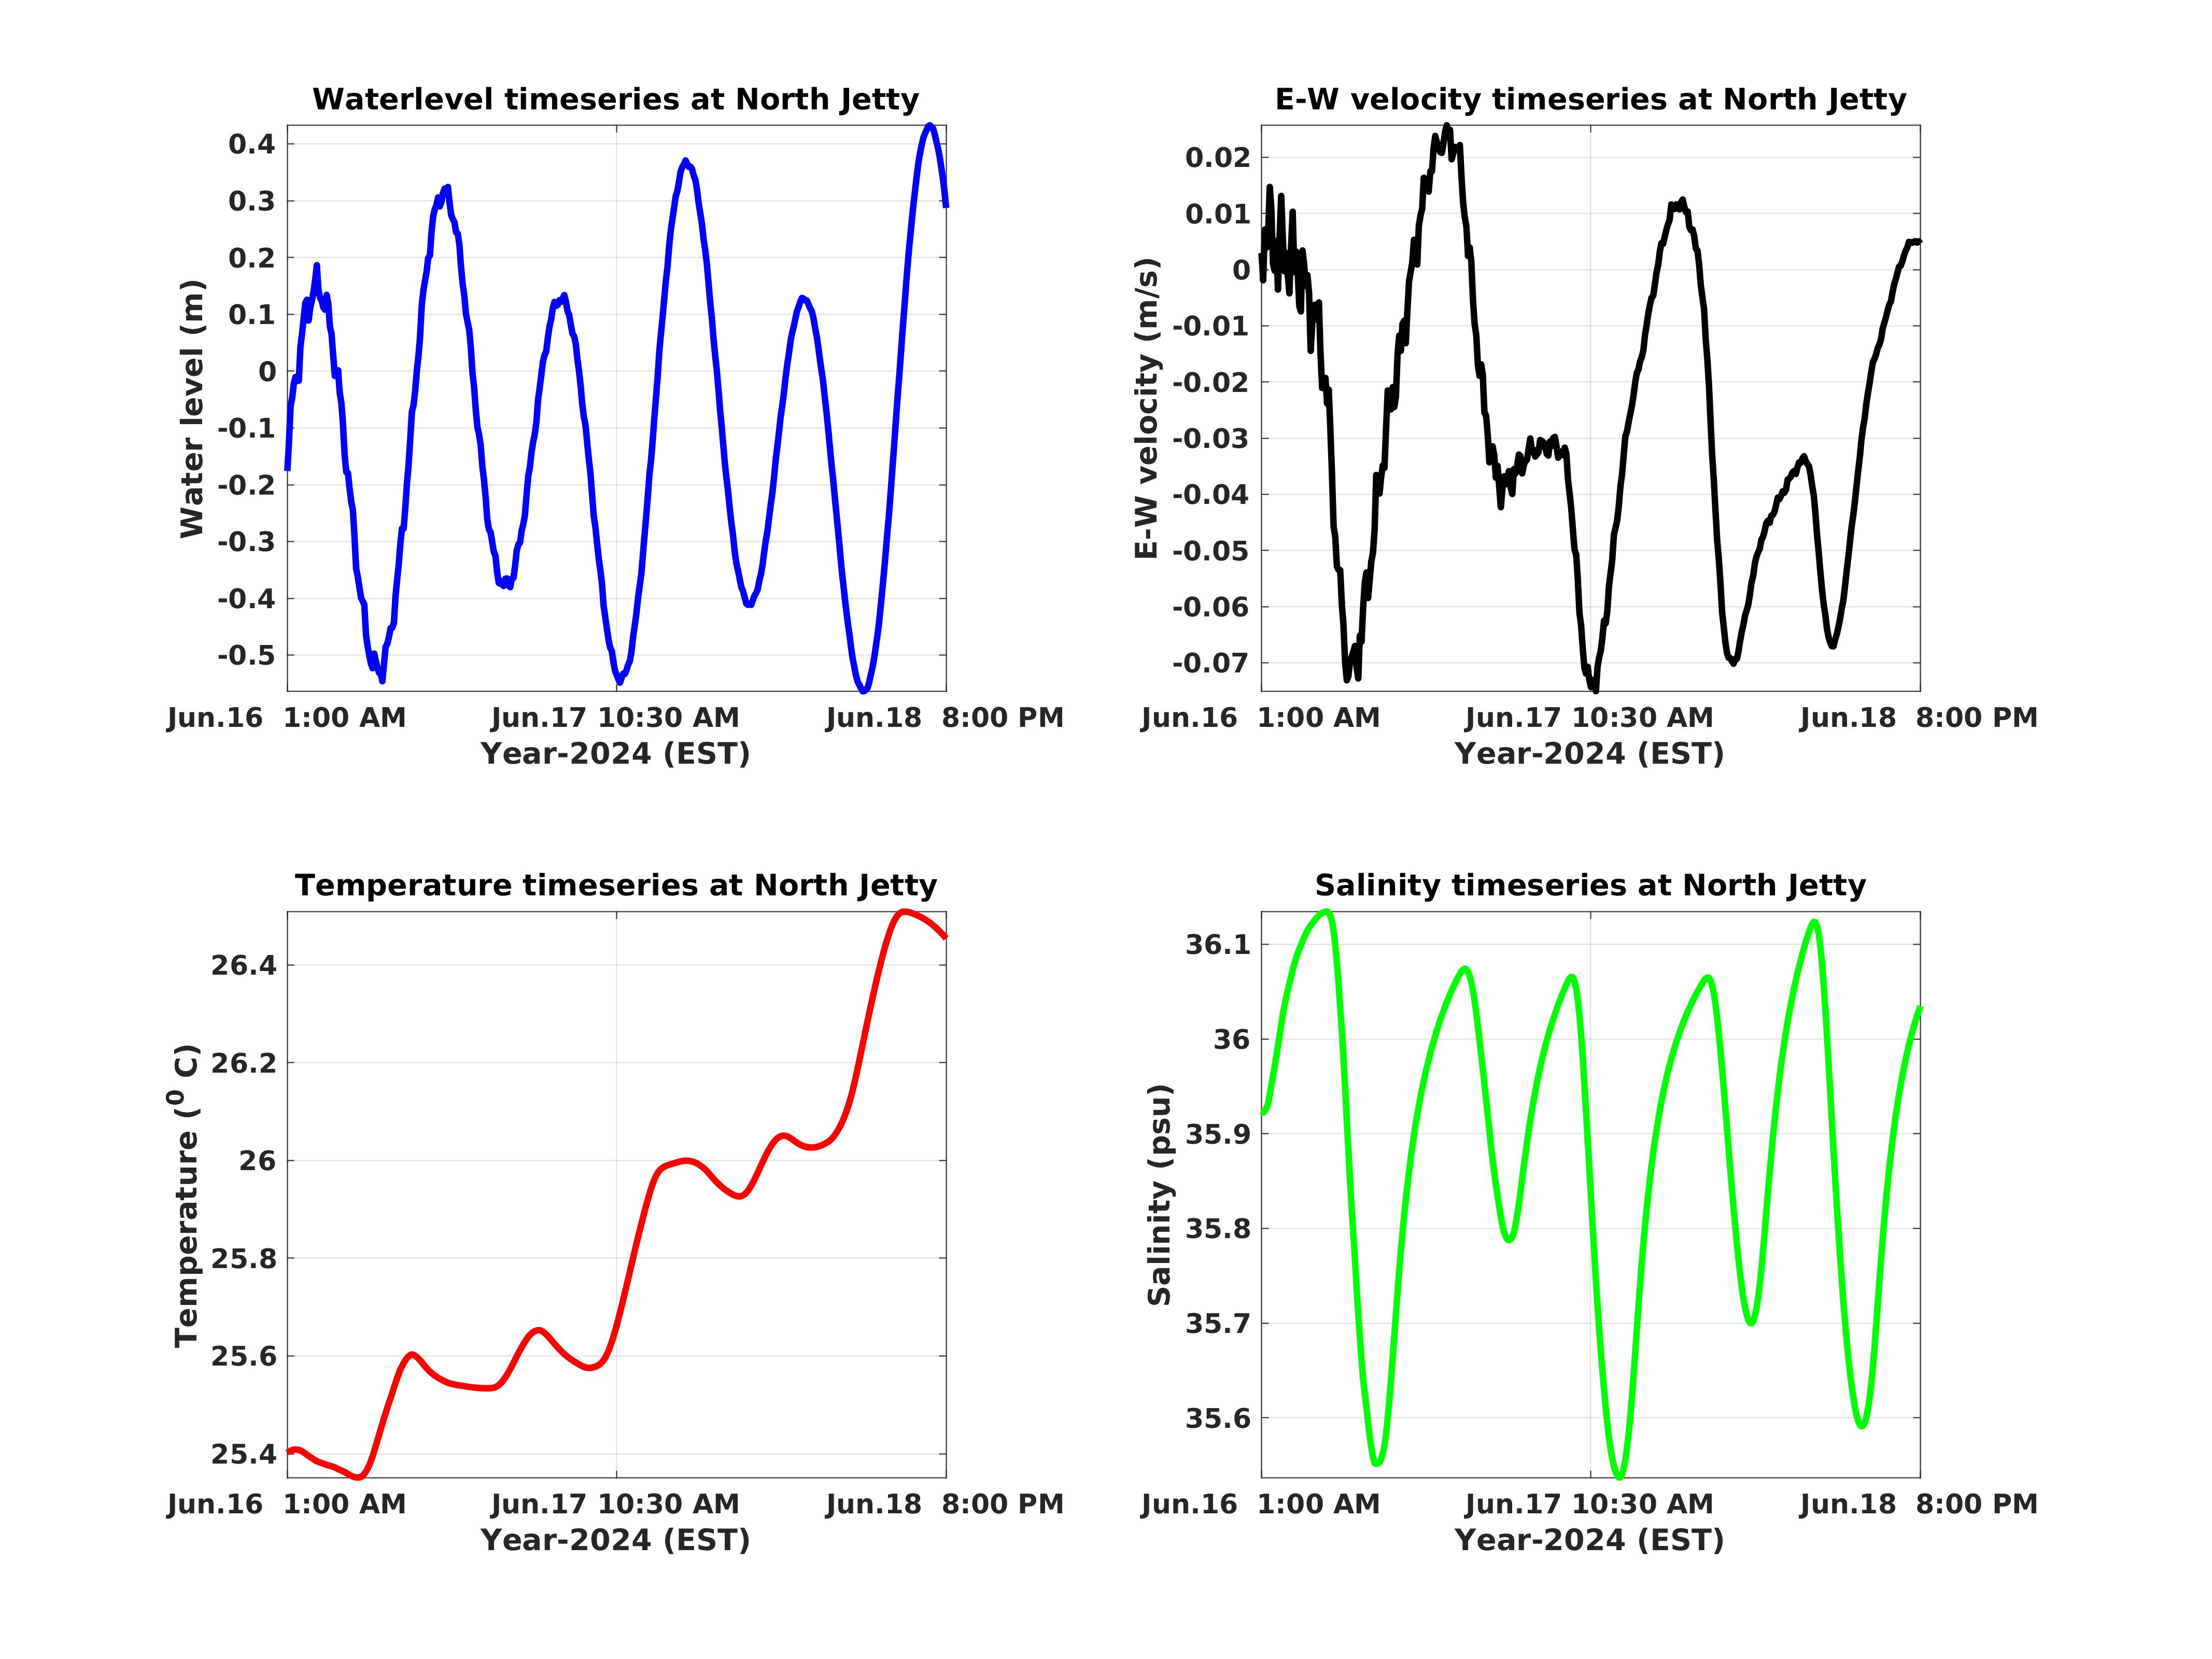 Waterlevel timeseries at North Jetty
0.4
0.3
0.2
0.1
0
-0.1
-0.2
-0.3
-0.4
-0.5
Water level (m)
Jun.16 1:00 AM
Jun.17 10:30 AM
Jun.18 8:00 PM
Year-2024 (EST)
E-W velocity timeseries at North Jetty
0.02
0.01
0
-0.01
-0.02
-0.03
-0.04
-0.05
-0.06
-0.07
E-W velocity (m/s)
Jun.16 1:00 AM
Jun.17 10:30 AM
Jun.18 8:00 PM
Year-2024 (EST)
Temperature timeseries at North Jetty
26.4
26.2
26
25.8
25.6
25.4
Temperature (⁰ C)
Jun.16 1:00 AM
Jun.17 10:30 AM
Jun.18 8:00 PM
Year-2024 (EST)
Salinity timeseries at North Jetty
36.1
36
35.9
35.8
35.7
35.6
Salinity (psu)
Jun.16 1:00 AM
Jun.17 10:30 AM
Jun.18 8:00 PM
Year-2024 (EST)